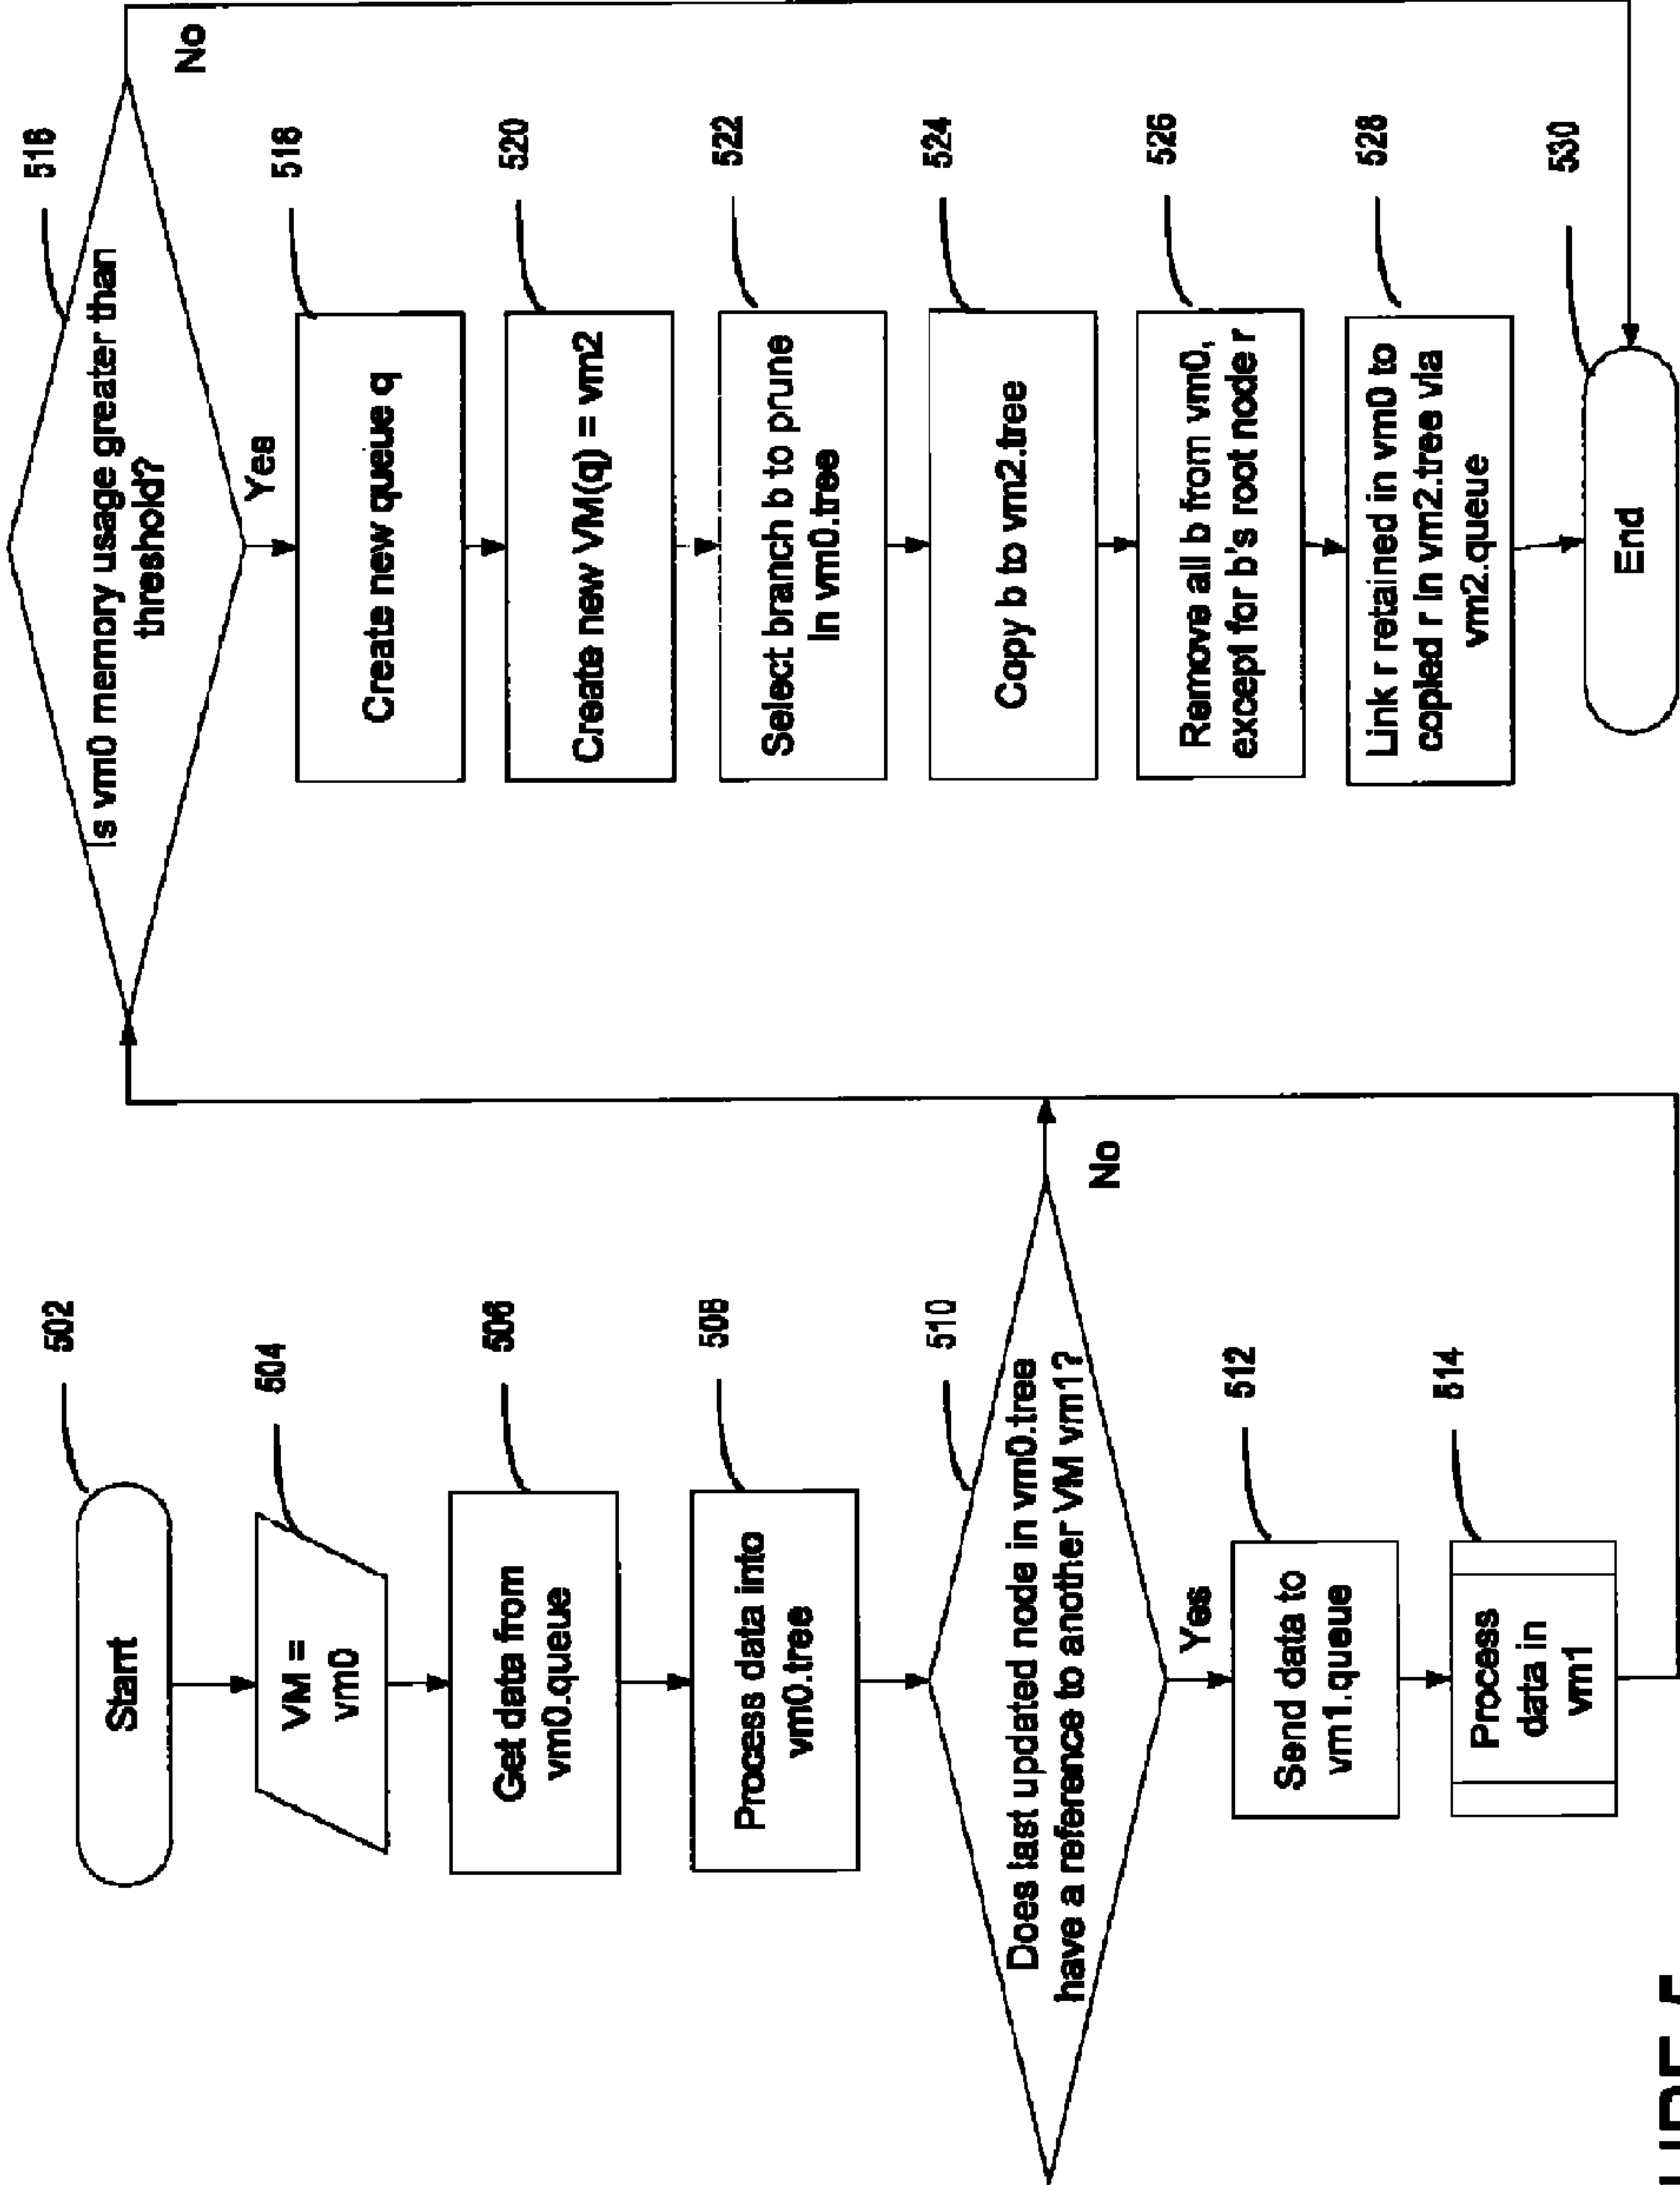 502
Start
504
VM =
vm0
506
Get data from
vm0.queue
508
Process data into
vm0.tree
510
Does last updated node in vm0.tree
have a reference to another VM vm1?
No
Yes
512
Send data to
vm1.queue
514
Process
data in
vm1
516
Is vm0 memory usage greater than
threshold?
No
Yes
518
Create new queue q
520
Create new VM(q) = vm2
522
Select branch b to prune
in vm0.tree
524
Copy b to vm2.tree
526
Remove all b from vm0,
except for b's root node r
528
Link r retained in vm0 to
copied r in vm2.tree via
vm2.queue
530
End